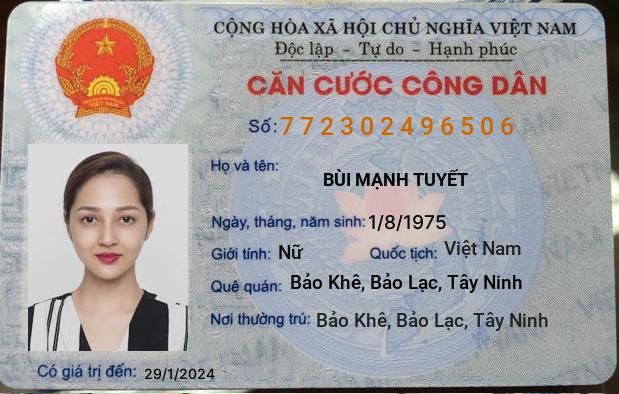 CỘNG HÒA XÃ HỘI CHỦ NGHĨA VIỆT NAM
Độc lập - Tự do - Hạnh phúc
CĂN CƯỚC CÔNG DÂN
Số: 772302496506
Họ và tên:
BÙI MẠNH TUYẾT
Ngày, tháng, năm sinh: 1/8/1975
Giới tính: Nữ Quốc tịch: Việt Nam
Quê quán: Bảo Khê, Bảo Lạc, Tây Ninh
Nơi thường trú: Bảo Khê, Bảo Lạc, Tây Ninh
Có giá trị đến: 29/1/2024
VIỆT NAM